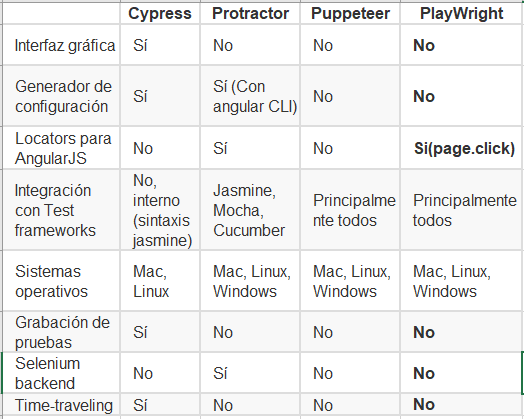 Cypress Protractor Puppeteer PlayWright
Interfaz gráfica Sí No No No
Generador de configuración Sí Sí (Con angular CLI) No No
Locators para AngularJS No Sí No Si(page.click)
Integración con Test frameworks No, interno (sintaxis jasmine) Jasmine, Mocha, Cucumber Principalmente todos Principalmente todos
Sistemas operativos Mac, Linux Mac, Linux, Windows Mac, Linux, Windows Mac, Linux, Windows
Grabación de pruebas Sí No No No
Selenium backend No Sí No No
Time-traveling Sí No No No